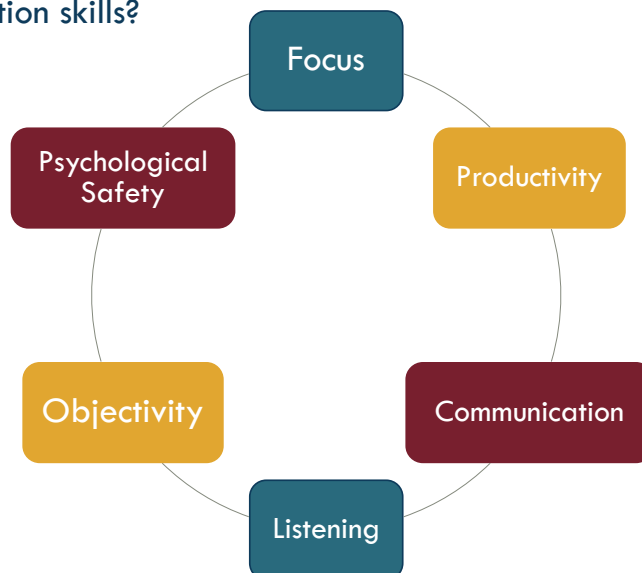 tion skills?
Focus
Psychological
Safety
Productivity
Objectivity
Communication
Listening